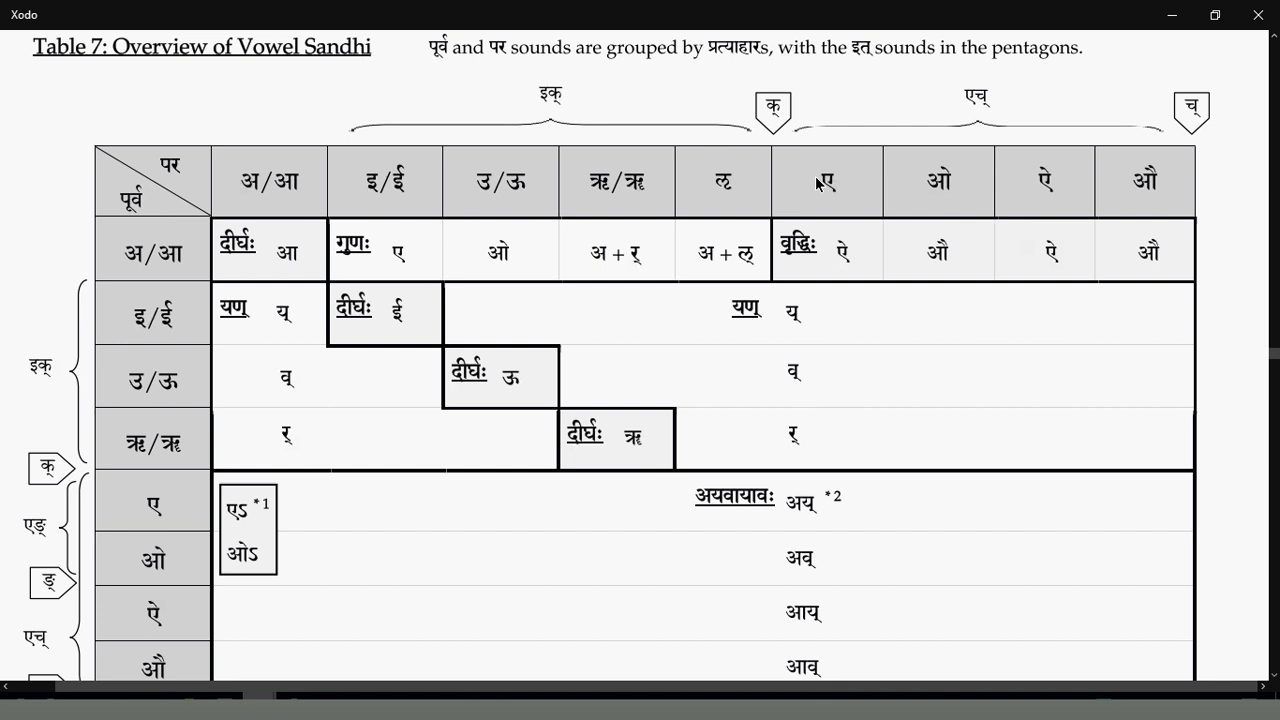 Xodo
Table 7: Overview of Vowel Sandhi
पूर्व and पर sounds are grouped by प्रत्याहारs, with the इत् sounds in the pentagons.
इक् क् एच् च्
पर
पूर्व
अ/आ इ/ई उ/ऊ ऋ/ॠ ऌ ए ओ ऐ औ
अ/आ दीर्घः आ गुणः ए ओ अ + र् अ + ल् वृद्धिः ऐ औ ऐ औ
इ/ई यण् य् दीर्घः ई यण् य्
इक्
उ/ऊ व् दीर्घः ऊ व्
ऋ/ॠ र् दीर्घः ॠ र्
क्
ए एऽ *1 अयवायावः अय् *2
एङ्
ओ ओऽ अव्
ङ्
ऐ आय्
एच्
औ आव्